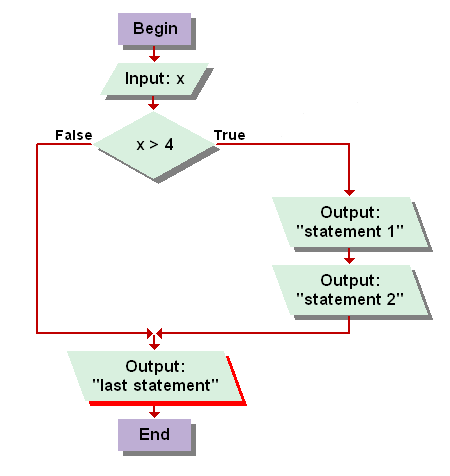 Begin
Input: x
False
x > 4
True
Output:
"statement 1"
Output:
"statement 2"
Output:
"last statement"
End